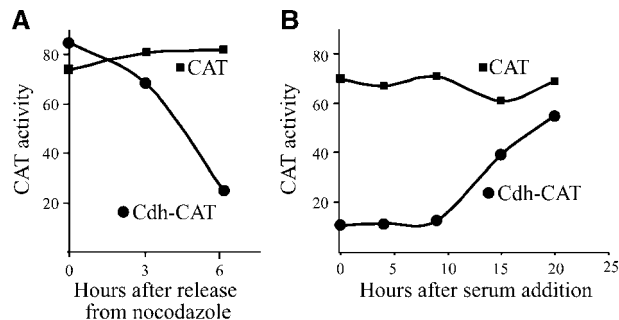 A
B
80
60
40
20
CAT activity
CAT
Cdh-CAT
0
3
6
Hours after release
from nocodazole
80
60
40
20
CAT activity
CAT
Cdh-CAT
0
5
10
15
20
25
Hours after serum addition